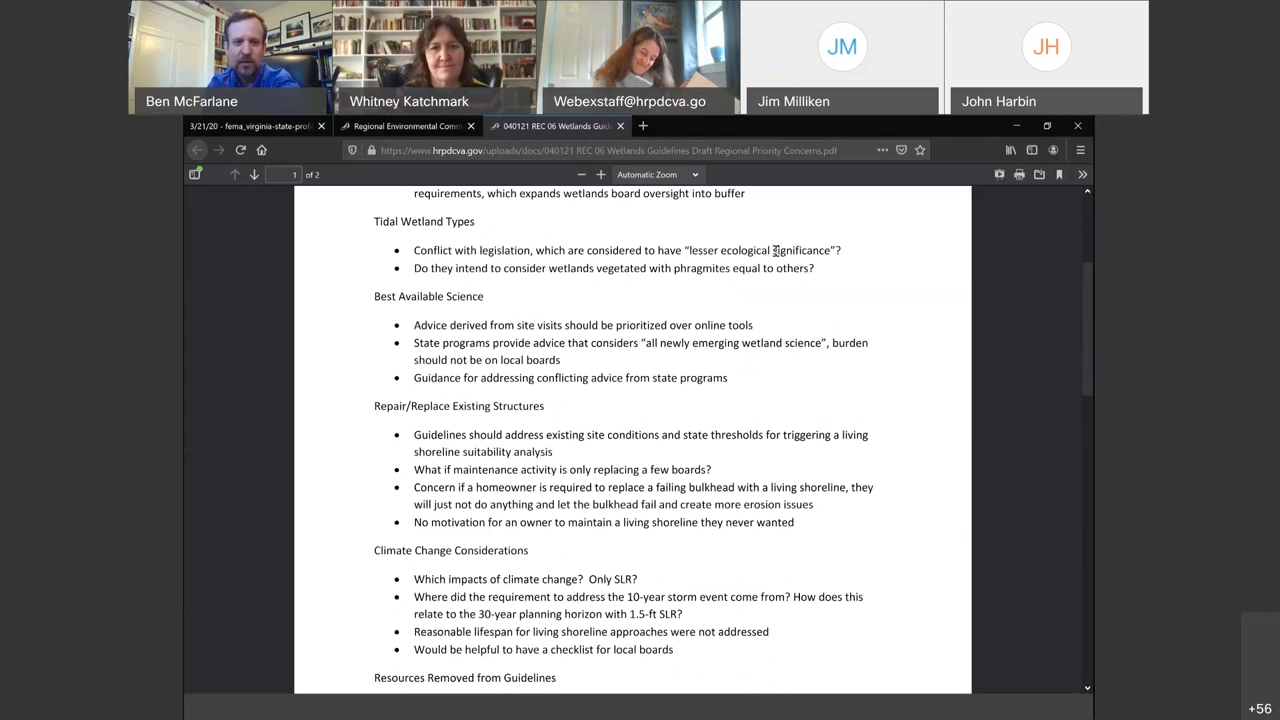 JM
JH
Ben McFarlane
Whitney Katchmark
Webexstaff@hrpdcva.go
Jim Milliken
John Harbin
3/21/20 - fema_virginia-state-profi
Regional Environmental Comm
040121 REC 06 Wetlands Guid
https://www.hrpdcva.gov/uploads/docs/040121 REC 06 Wetlands Guidelines Draft Regional Priority Concerns.pdf
1 of 2
Automatic Zoom
requirements, which expands wetlands board oversight into buffer
Tidal Wetland Types
• Conflict with legislation, which are considered to have “lesser ecological significance”?
• Do they intend to consider wetlands vegetated with phragmites equal to others?
Best Available Science
• Advice derived from site visits should be prioritized over online tools
• State programs provide advice that considers “all newly emerging wetland science”, burden
should not be on local boards
• Guidance for addressing conflicting advice from state programs
Repair/Replace Existing Structures
• Guidelines should address existing site conditions and state thresholds for triggering a living
shoreline suitability analysis
• What if maintenance activity is only replacing a few boards?
• Concern if a homeowner is required to replace a failing bulkhead with a living shoreline, they
will just not do anything and let the bulkhead fail and create more erosion issues
• No motivation for an owner to maintain a living shoreline they never wanted
Climate Change Considerations
• Which impacts of climate change?  Only SLR?
• Where did the requirement to address the 10-year storm event come from? How does this
relate to the 30-year planning horizon with 1.5-ft SLR?
• Reasonable lifespan for living shoreline approaches were not addressed
• Would be helpful to have a checklist for local boards
Resources Removed from Guidelines
+56